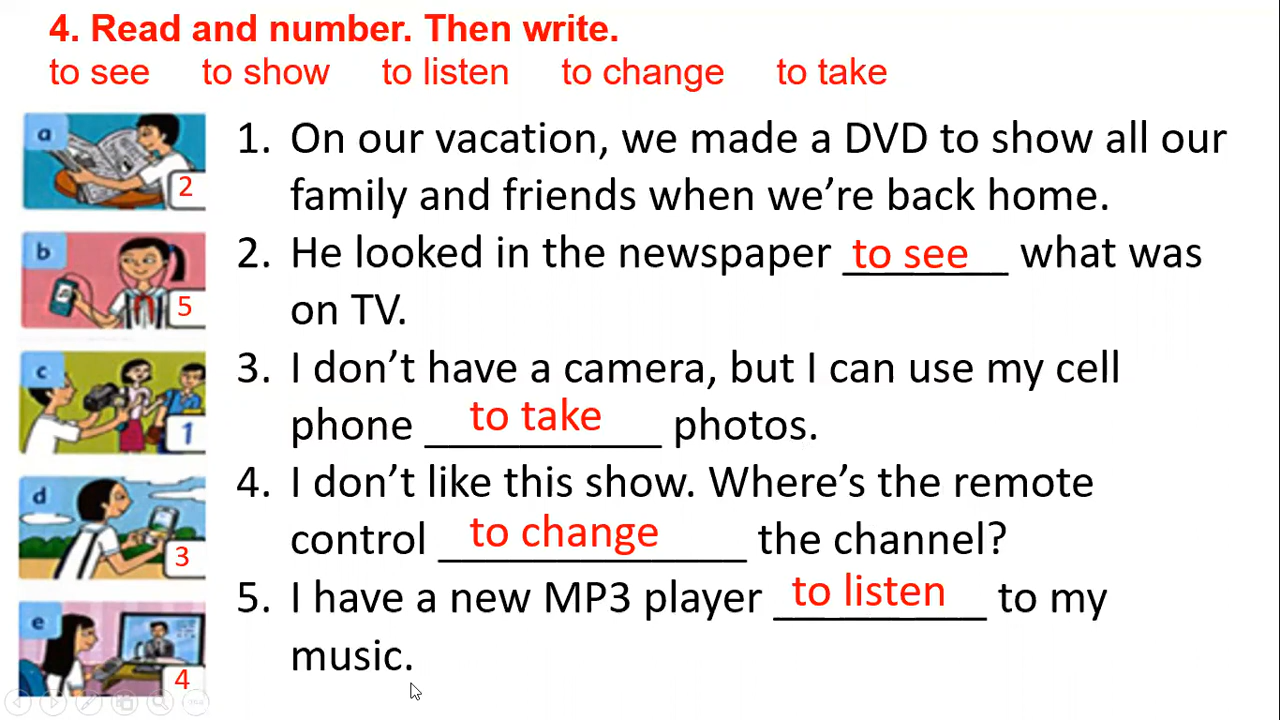 4. Read and number. Then write.
to see to show to listen to change to take
a
2
b
5
c
1
d
3
e
4
1. On our vacation, we made a DVD to show all our
family and friends when we’re back home.
2. He looked in the newspaper to see what was
on TV.
3. I don’t have a camera, but I can use my cell
phone to take photos.
4. I don’t like this show. Where’s the remote
control to change the channel?
5. I have a new MP3 player to listen to my
music.